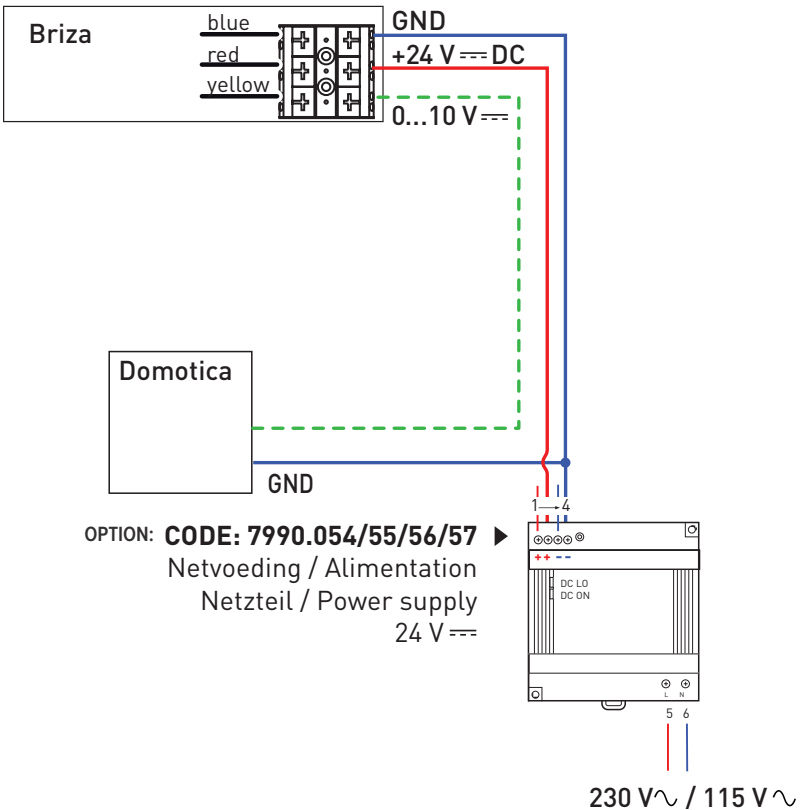 Briza
blue
red
yellow
GND
+24 V ⎓ DC
0...10 V ⎓
Domotica
GND
1→4
OPTION: CODE: 7990.054/55/56/57 ▶
Netvoeding / Alimentation
Netzteil / Power supply
24 V ⎓
++ --
DC LO
DC ON
L N
5 6
230 V∿ / 115 V∿